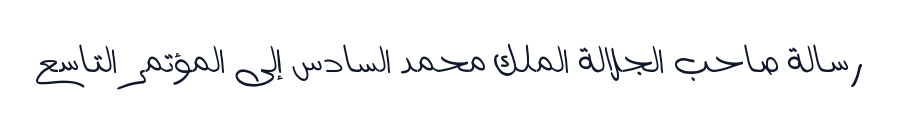 رسالة صاحب الجلالة الملك محمد السادس إلى المؤتمر التاسع